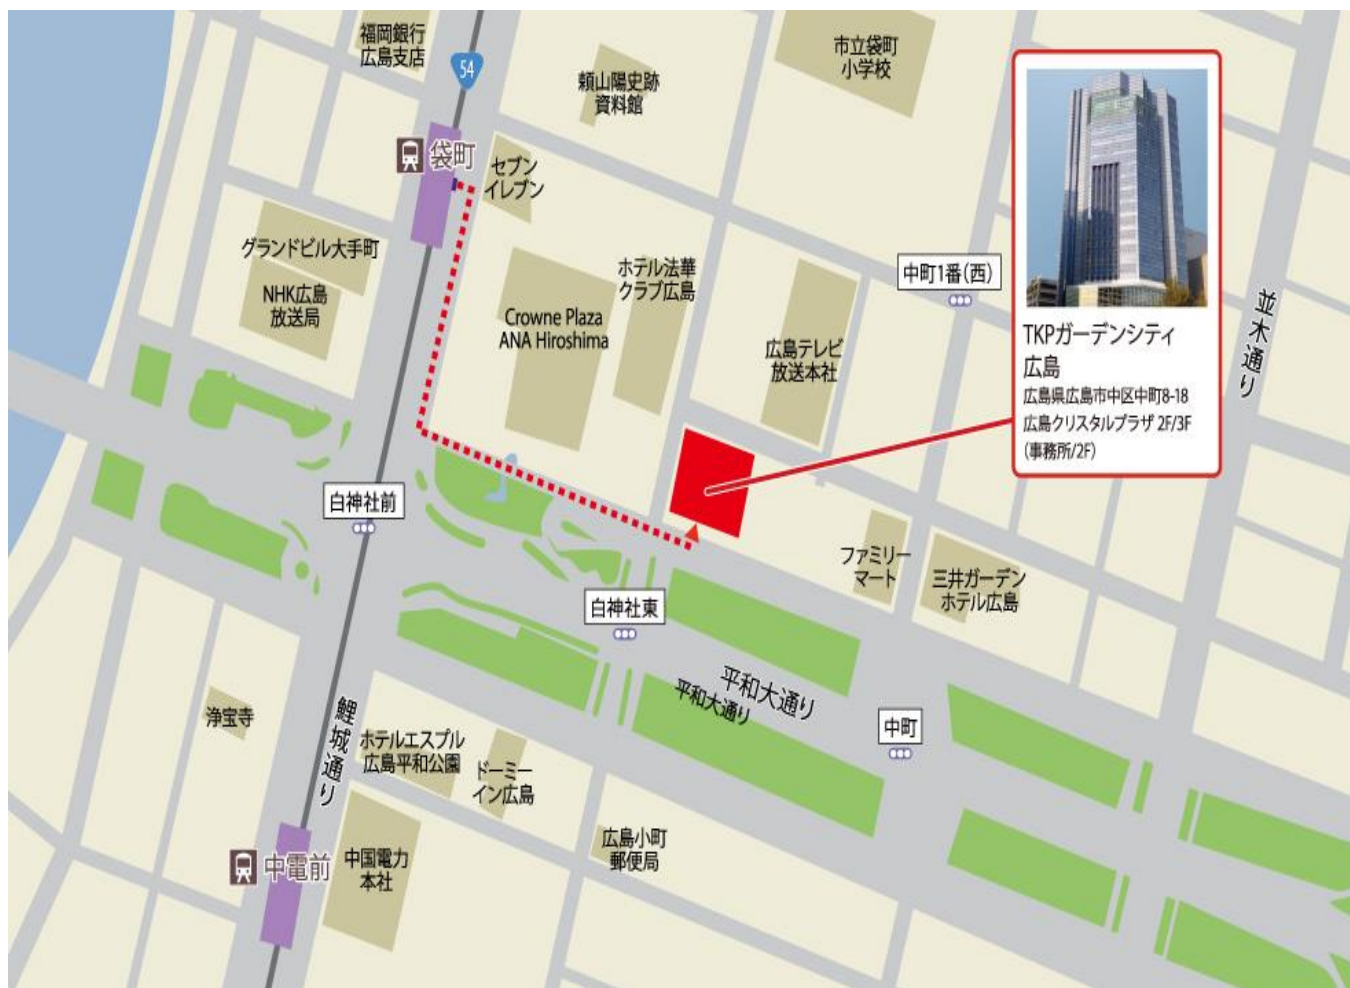 福岡銀行
広島支店
54
頼山陽史跡
資料館
市立袋町
小学校
袋町
セブン
イレブン
グランドビル大手町
NHK広島
放送局
Crowne Plaza
ANA Hiroshima
ホテル法華
クラブ広島
広島テレビ
放送本社
中町1番(西)
TKPガーデンシティ
広島
広島県広島市中区中町8-18
広島クリスタルプラザ 2F/3F
(事務所/2F)
並木通り
白神社前
白神社東
ファミリー
マート
三井ガーデン
ホテル広島
平和大通り
平和大通り
中町
浄宝寺
鯉城通り
ホテルエスプル
広島平和公園
ドーミー
イン広島
広島小町
郵便局
中電前
中国電力
本社